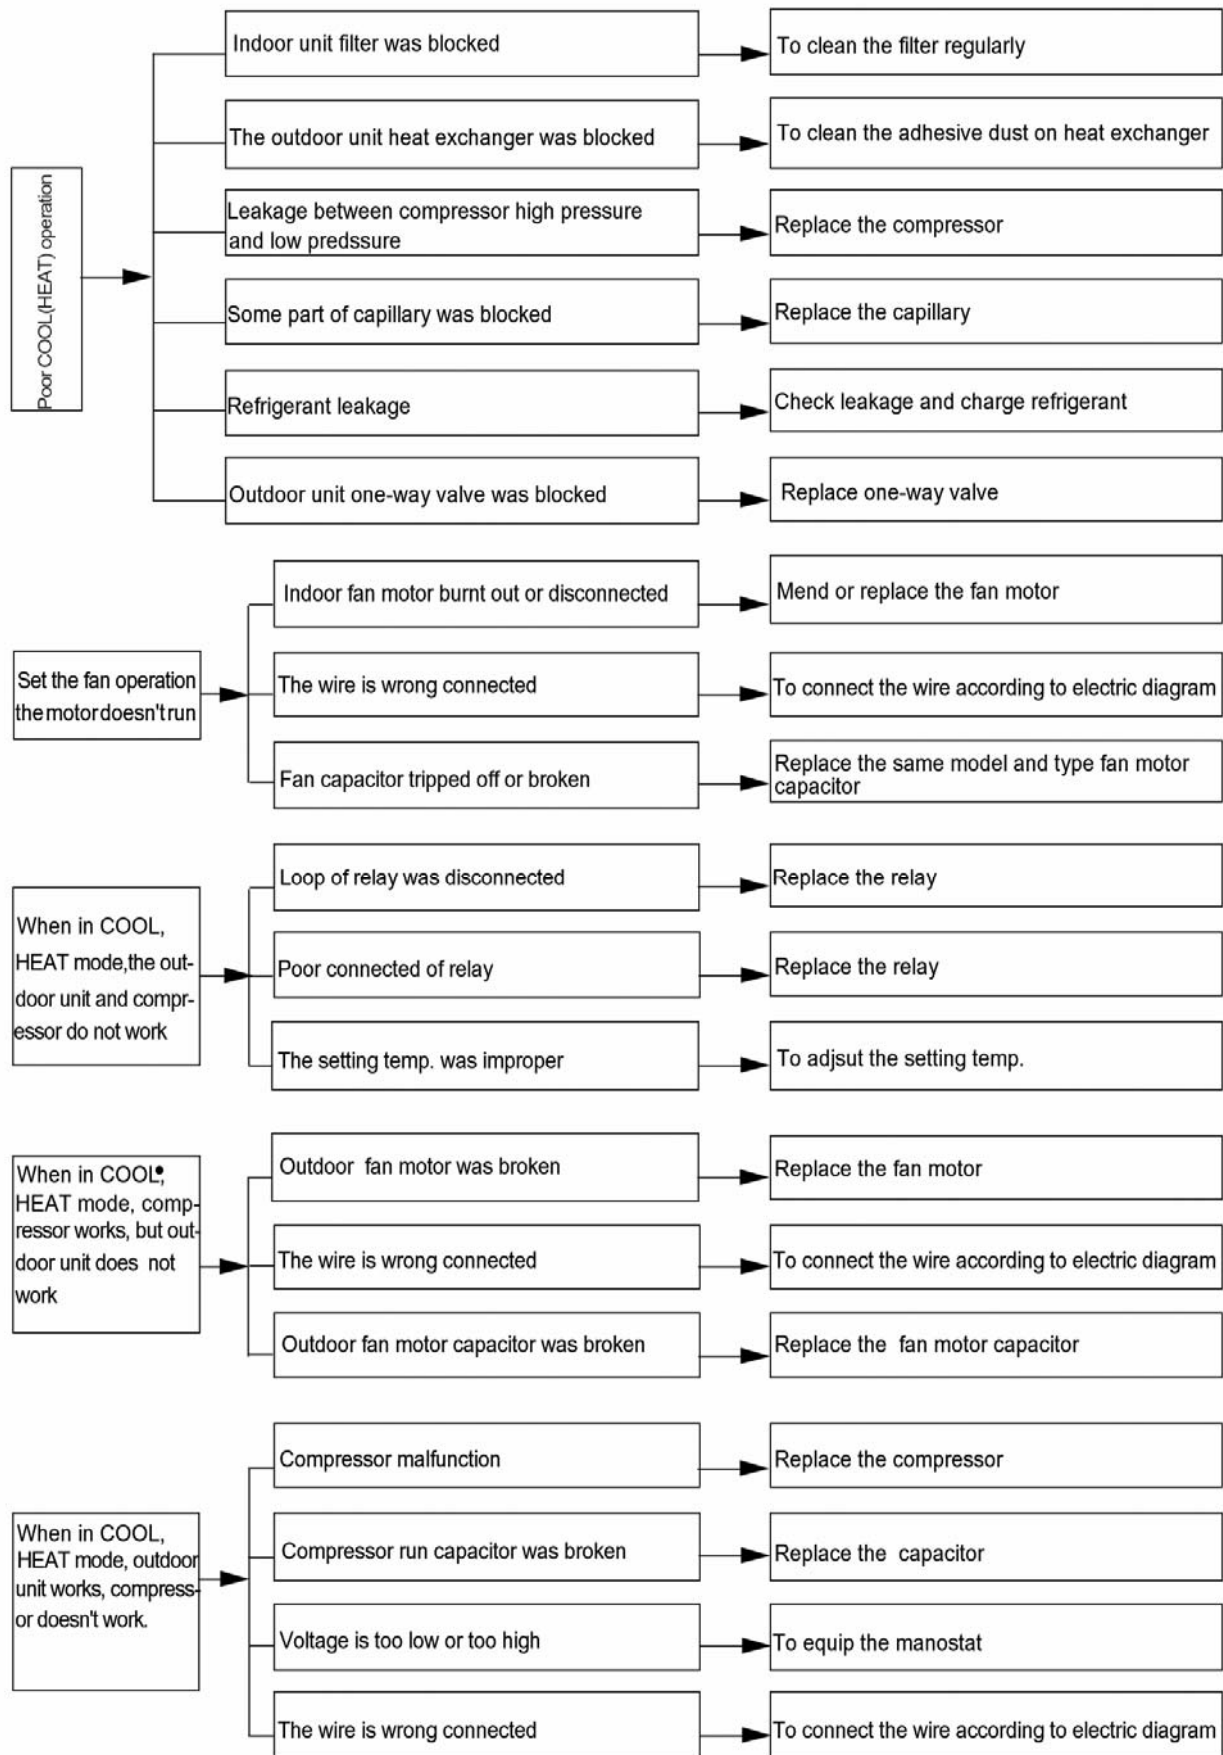 Poor COOL(HEAT) operation
Indoor unit filter was blocked
To clean the filter regularly
The outdoor unit heat exchanger was blocked
To clean the adhesive dust on heat exchanger
Leakage between compressor high pressure
and low predssure
Replace the compressor
Some part of capillary was blocked
Replace the capillary
Refrigerant leakage
Check leakage and charge refrigerant
Outdoor unit one-way valve was blocked
Replace one-way valve
Set the fan operation
the motor doesn't run
Indoor fan motor burnt out or disconnected
Mend or replace the fan motor
The wire is wrong connected
To connect the wire according to electric diagram
Fan capacitor tripped off or broken
Replace the same model and type fan motor
capacitor
When in COOL,
HEAT mode,the out-
door unit and compr-
essor do not work
Loop of relay was disconnected
Replace the relay
Poor connected of relay
Replace the relay
The setting temp. was improper
To adjsut the setting temp.
When in COOL,
HEAT mode, comp-
ressor works, but out-
door unit does not
work
Outdoor fan motor was broken
Replace the fan motor
The wire is wrong connected
To connect the wire according to electric diagram
Outdoor fan motor capacitor was broken
Replace the fan motor capacitor
When in COOL,
HEAT mode, outdoor
unit works, compress-
or doesn't work.
Compressor malfunction
Replace the compressor
Compressor run capacitor was broken
Replace the capacitor
Voltage is too low or too high
To equip the manostat
The wire is wrong connected
To connect the wire according to electric diagram